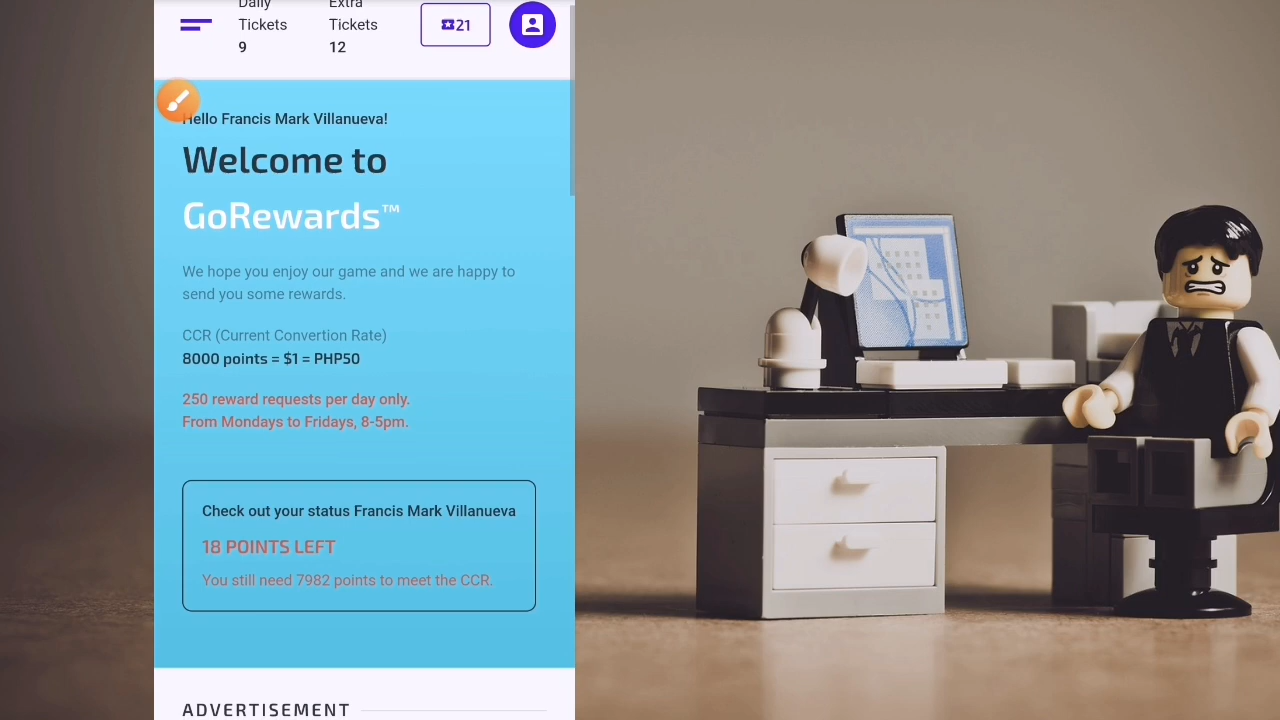 Daily
Tickets
9
Extra
Tickets
12
21
Hello Francis Mark Villanueva!
Welcome to
GoRewards™
We hope you enjoy our game and we are happy to
send you some rewards.
CCR (Current Convertion Rate)
8000 points = $1 = PHP50
250 reward requests per day only.
From Mondays to Fridays, 8-5pm.
Check out your status Francis Mark Villanueva
18 POINTS LEFT
You still need 7982 points to meet the CCR.
ADVERTISEMENT